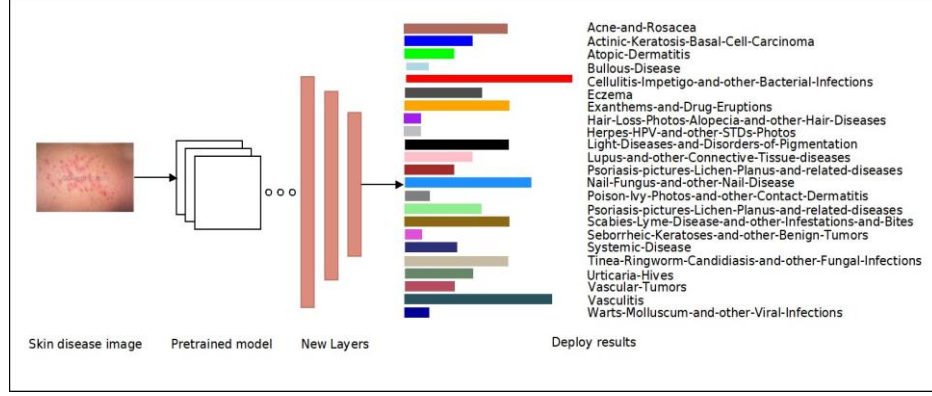 Acne-and-Rosacea
Actinic-Keratosis-Basal-Cell-Carcinoma
Atopic-Dermatitis
Bullous-Disease
Cellulitis-Impetigo-and-other-Bacterial-Infections
Eczema
Exanthems-and-Drug-Eruptions
Hair-Loss-Photos-Alopecia-and-other-Hair-Diseases
Herpes-HPV-and-other-STDs-Photos
Light-Diseases-and-Disorders-of-Pigmentation
Lupus-and-other-Connective-Tissue-diseases
Psoriasis-pictures-Lichen-Planus-and-related-diseases
Nail-Fungus-and-other-Nail-Disease
Poison-Ivy-Photos-and-other-Contact-Dermatitis
Psoriasis-pictures-Lichen-Planus-and-related-diseases
Scabies-Lyme-Disease-and-other-Infestations-and-Bites
Seborrheic-Keratoses-and-other-Benign-Tumors
Systemic-Disease
Tinea-Ringworm-Candidiasis-and-other-Fungal-Infections
Urticaria-Hives
Vascular-Tumors
Vasculitis
Warts-Molluscum-and-other-Viral-Infections
Skin disease image
Pretrained model
New Layers
Deploy results